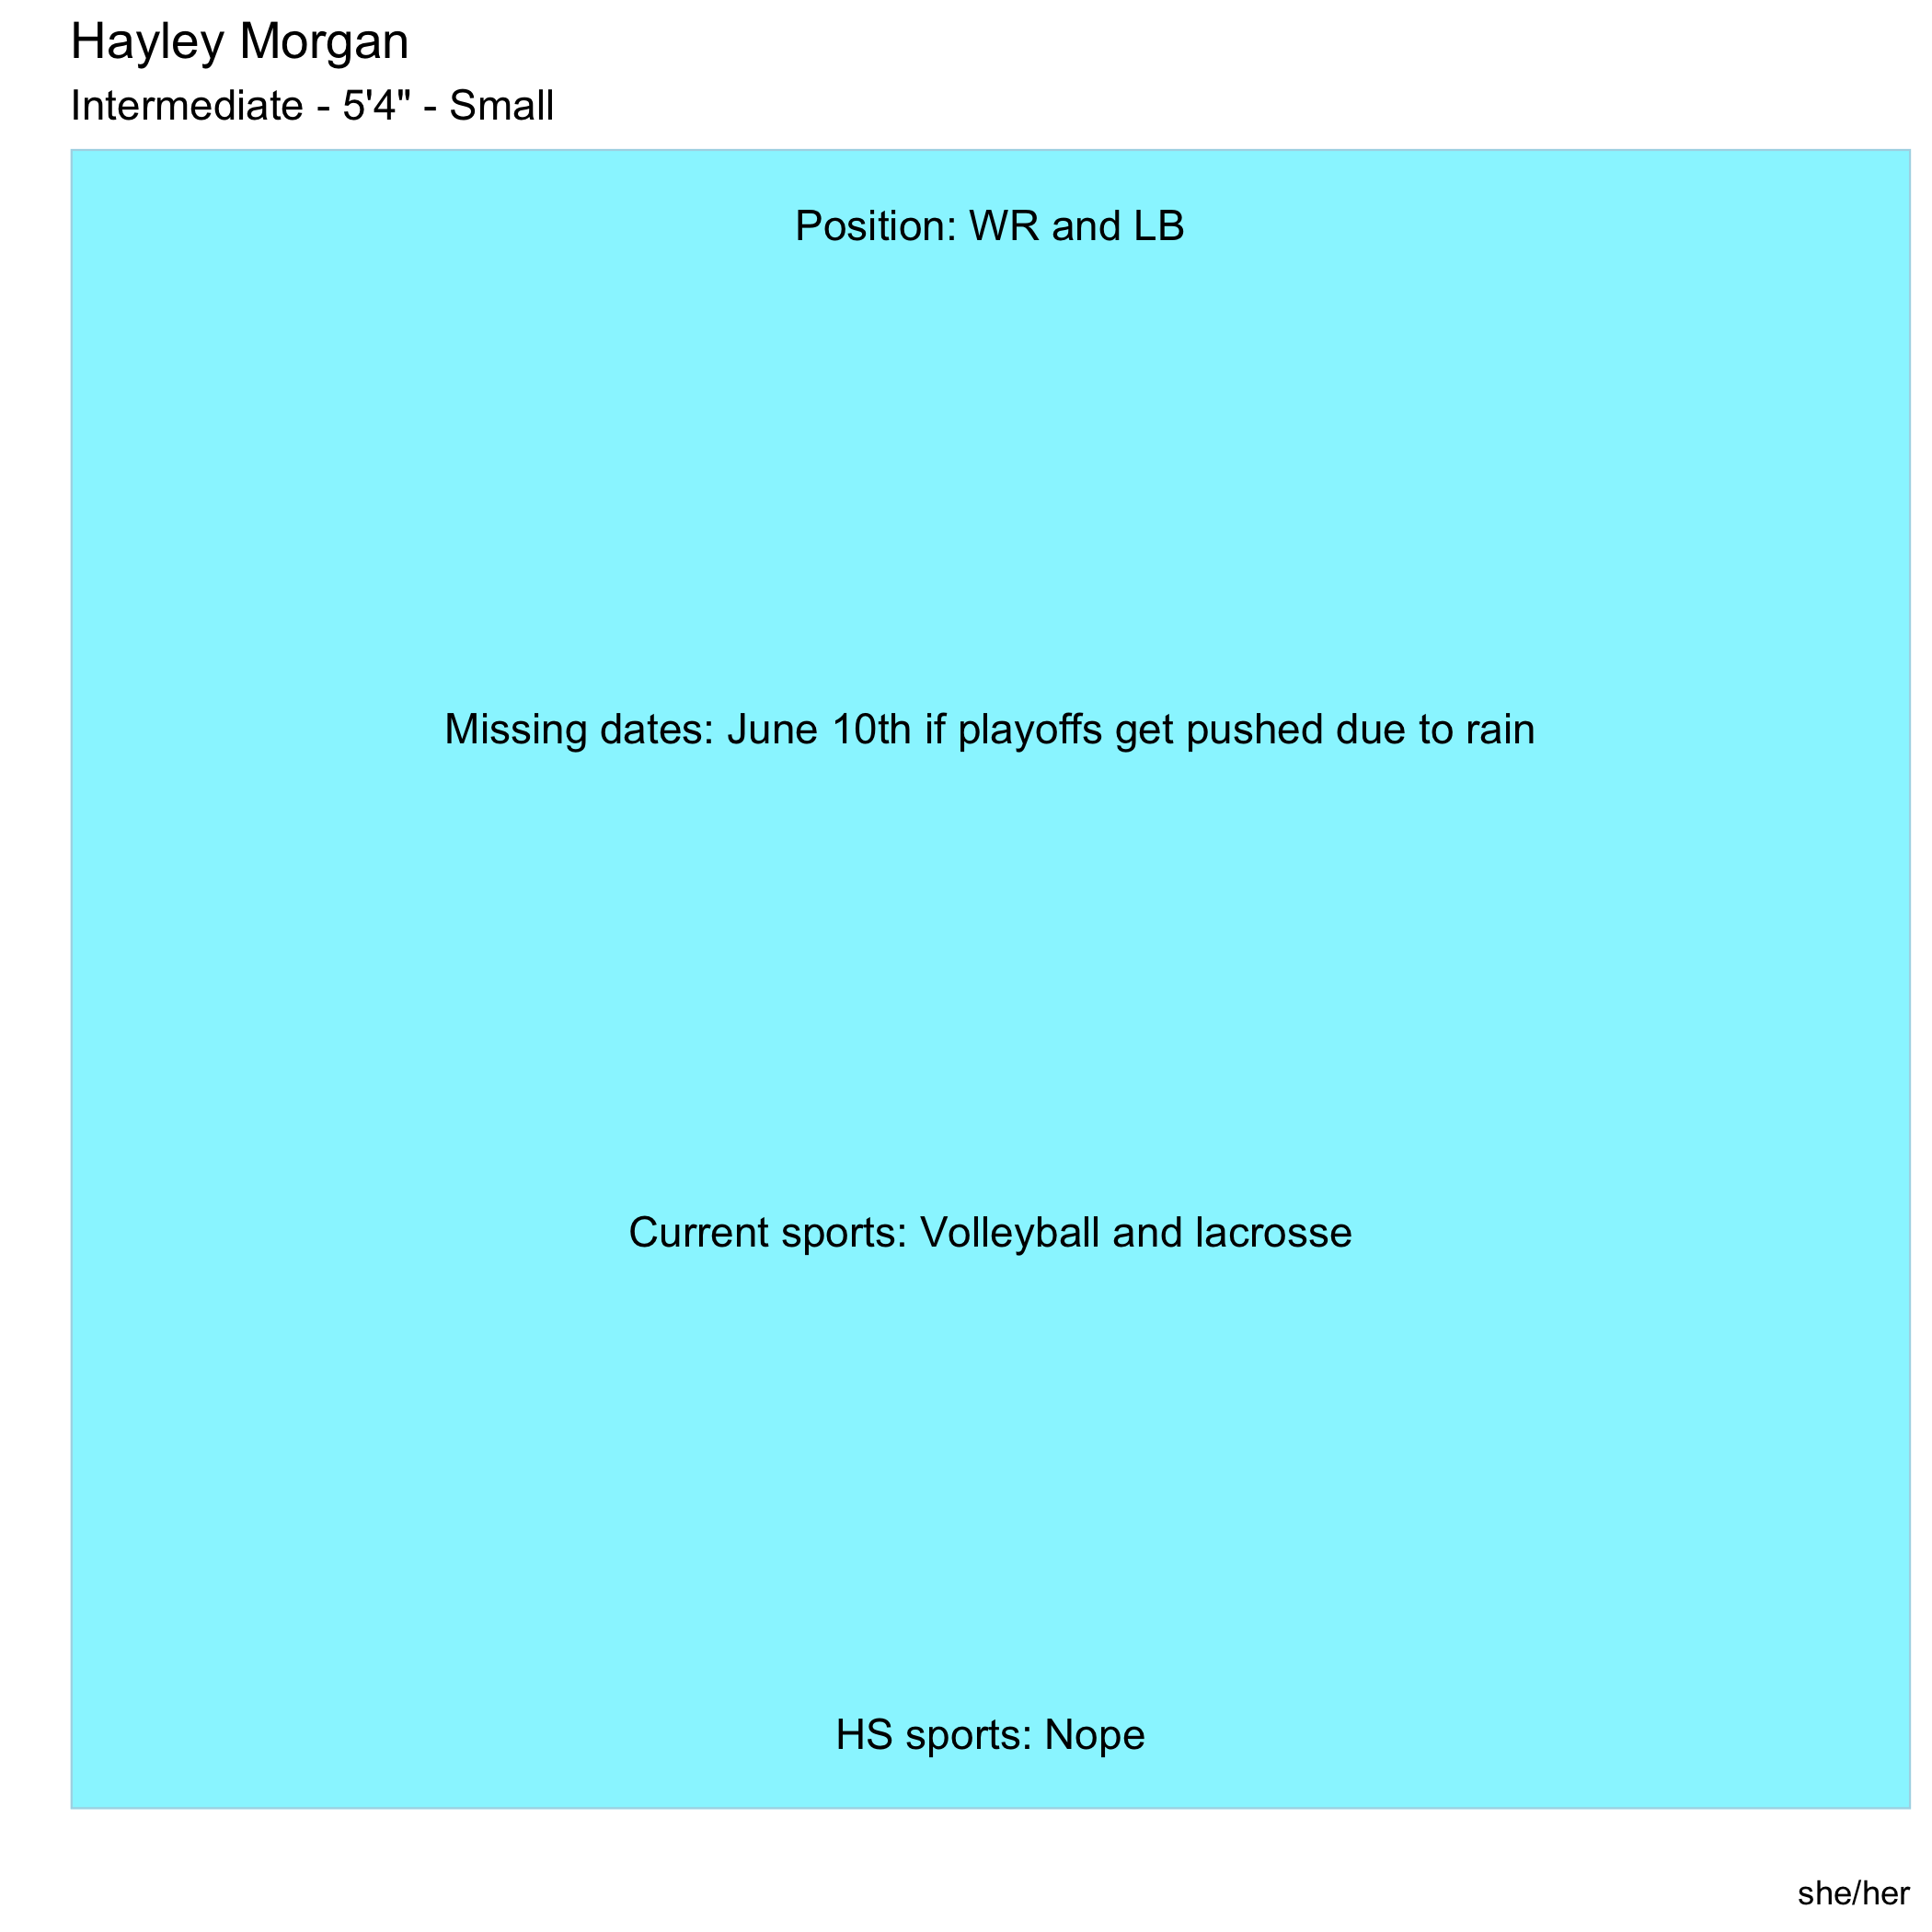 Hayley Morgan
Intermediate - 5'4" - Small
Position: WR and LB
Missing dates: June 10th if playoffs get pushed due to rain
Current sports: Volleyball and lacrosse
HS sports: Nope
she/her